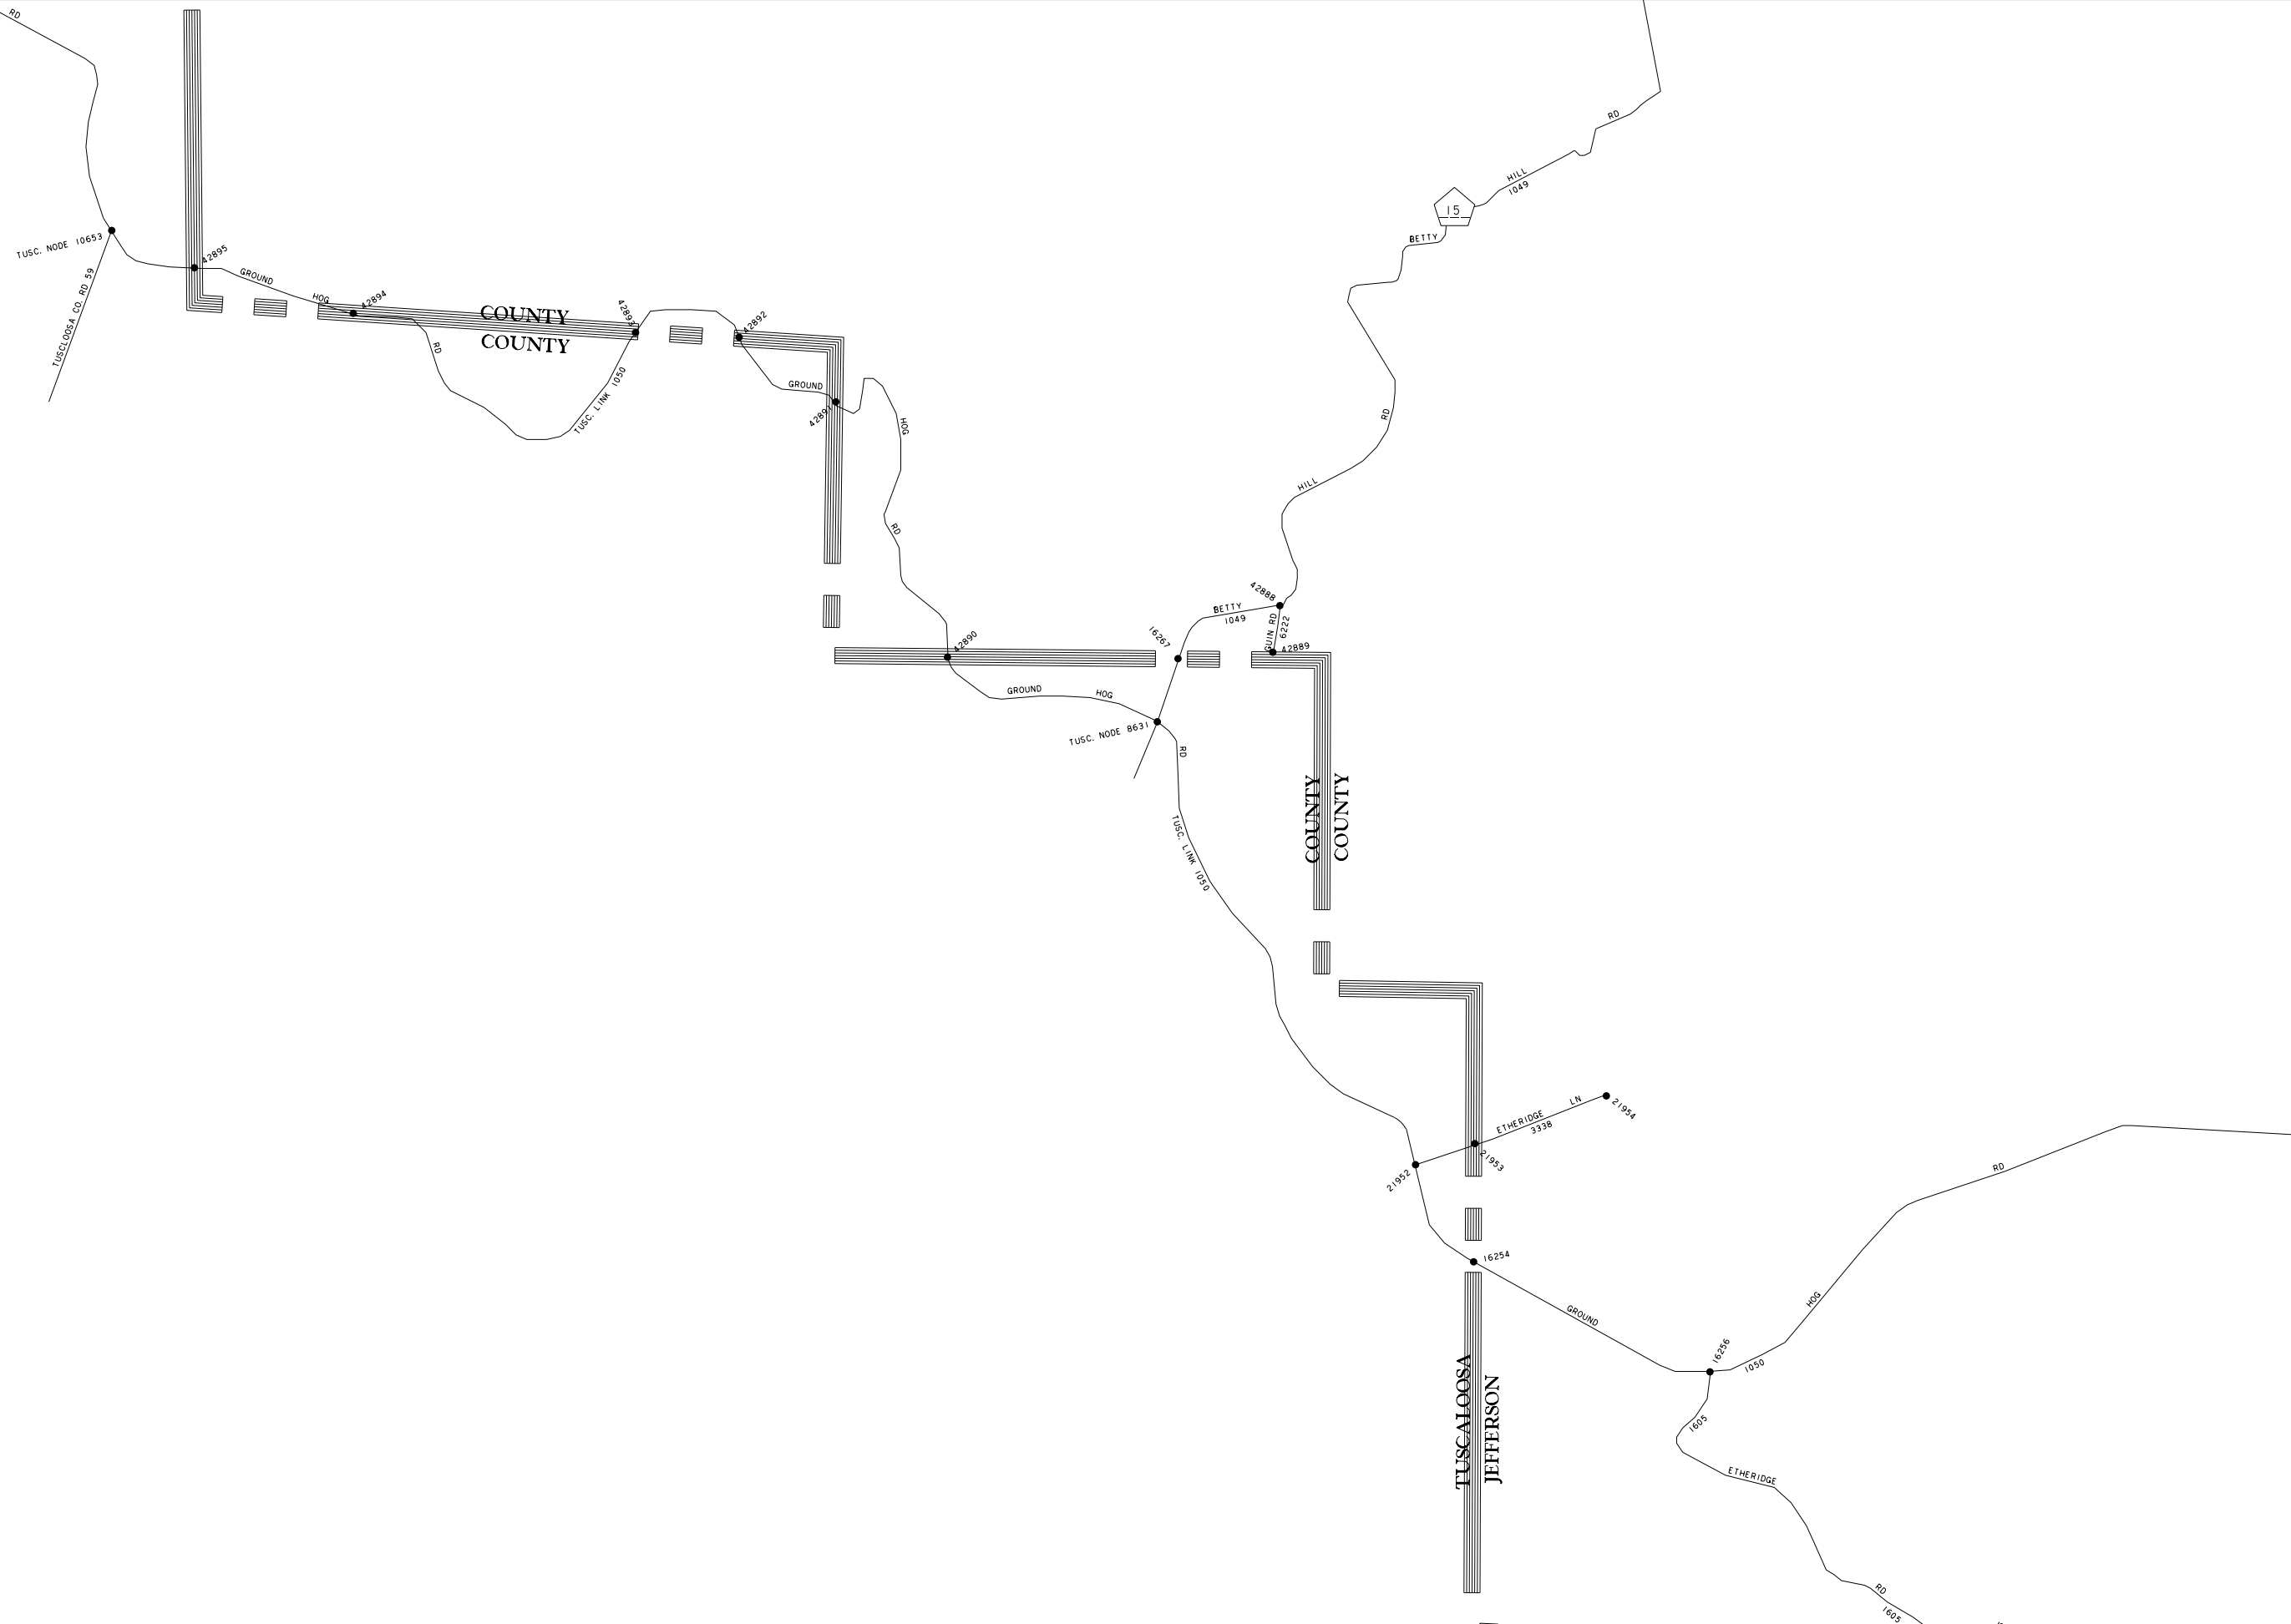 RD
RD
HILL
1049
15
BETTY
TUSC. NODE 10653
42895
TUSCLOOSA CO. RD 59
GROUND
HOG
42894
COUNTY
COUNTY
42893
42892
RD
TUSC. LINK 1050
GROUND
42891
HOG
RD
HILL
RD
42888
BETTY
1049
GUIN RD
6222
16267
42889
42890
GROUND
HOG
TUSC. NODE 8631
RD
COUNTY
COUNTY
TUSC. LINK 1050
ETHERIDGE LN
3338
21954
21953
21952
RD
16254
HOG
GROUND
16256
1050
TUSCALOOSA
JEFFERSON
1605
ETHERIDGE
RD
1605